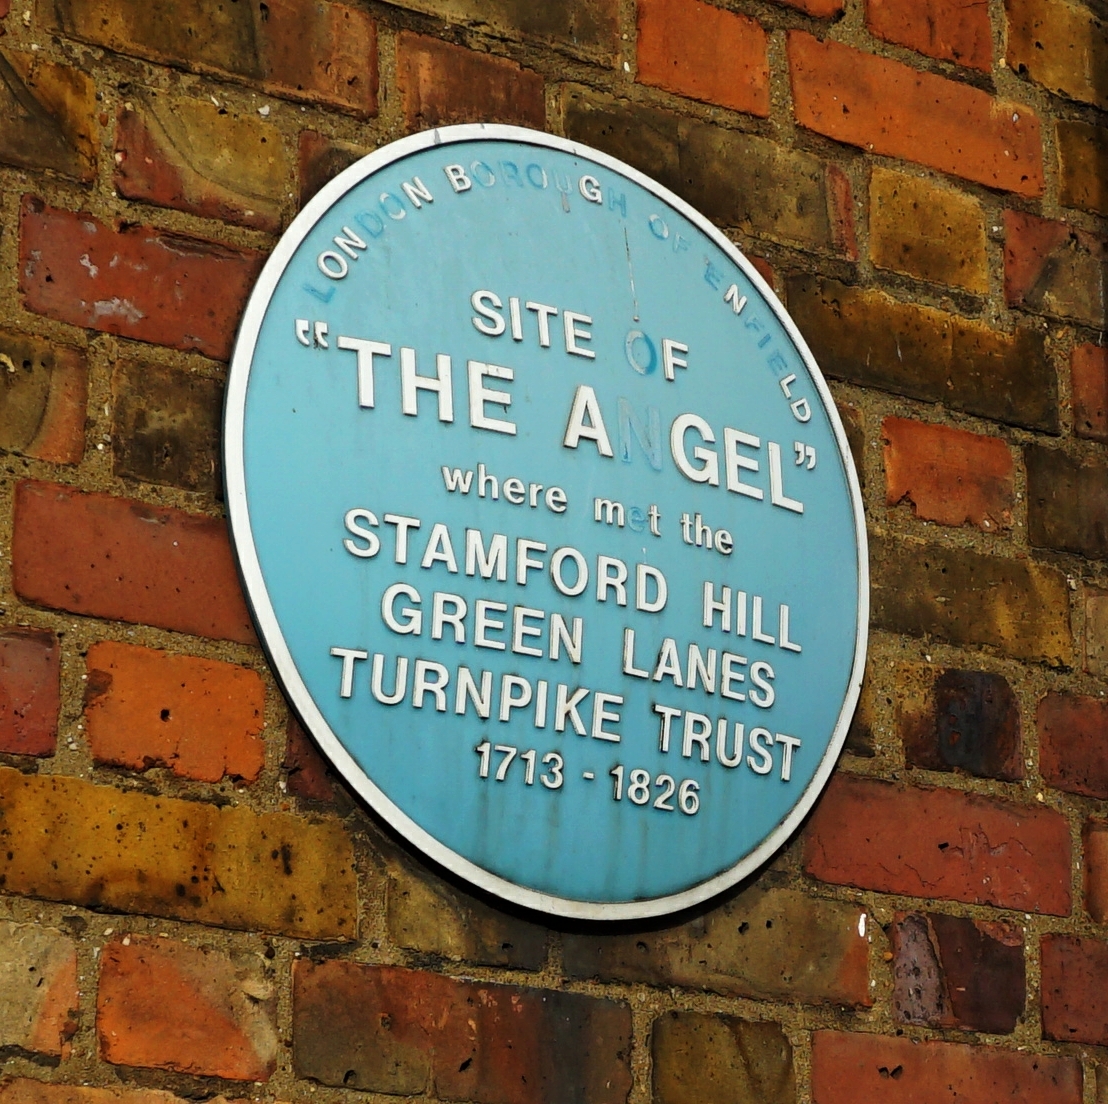 LONDON BOROUGH OF ENFIELD
SITE OF
“THE ANGEL”
where met the
STAMFORD HILL
GREEN LANES
TURNPIKE TRUST
1713 - 1826